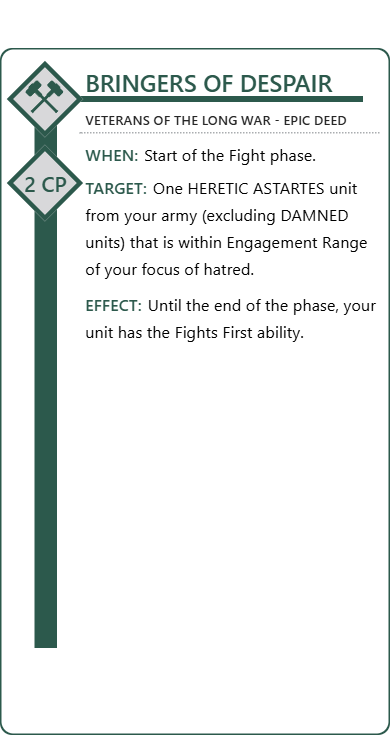 BRINGERS OF DESPAIR
VETERANS OF THE LONG WAR - EPIC DEED
WHEN: Start of the Fight phase.
2 CP
TARGET: One HERETIC ASTARTES unit
from your army (excluding DAMNED
units) that is within Engagement Range
of your focus of hatred.
EFFECT: Until the end of the phase, your
unit has the Fights First ability.